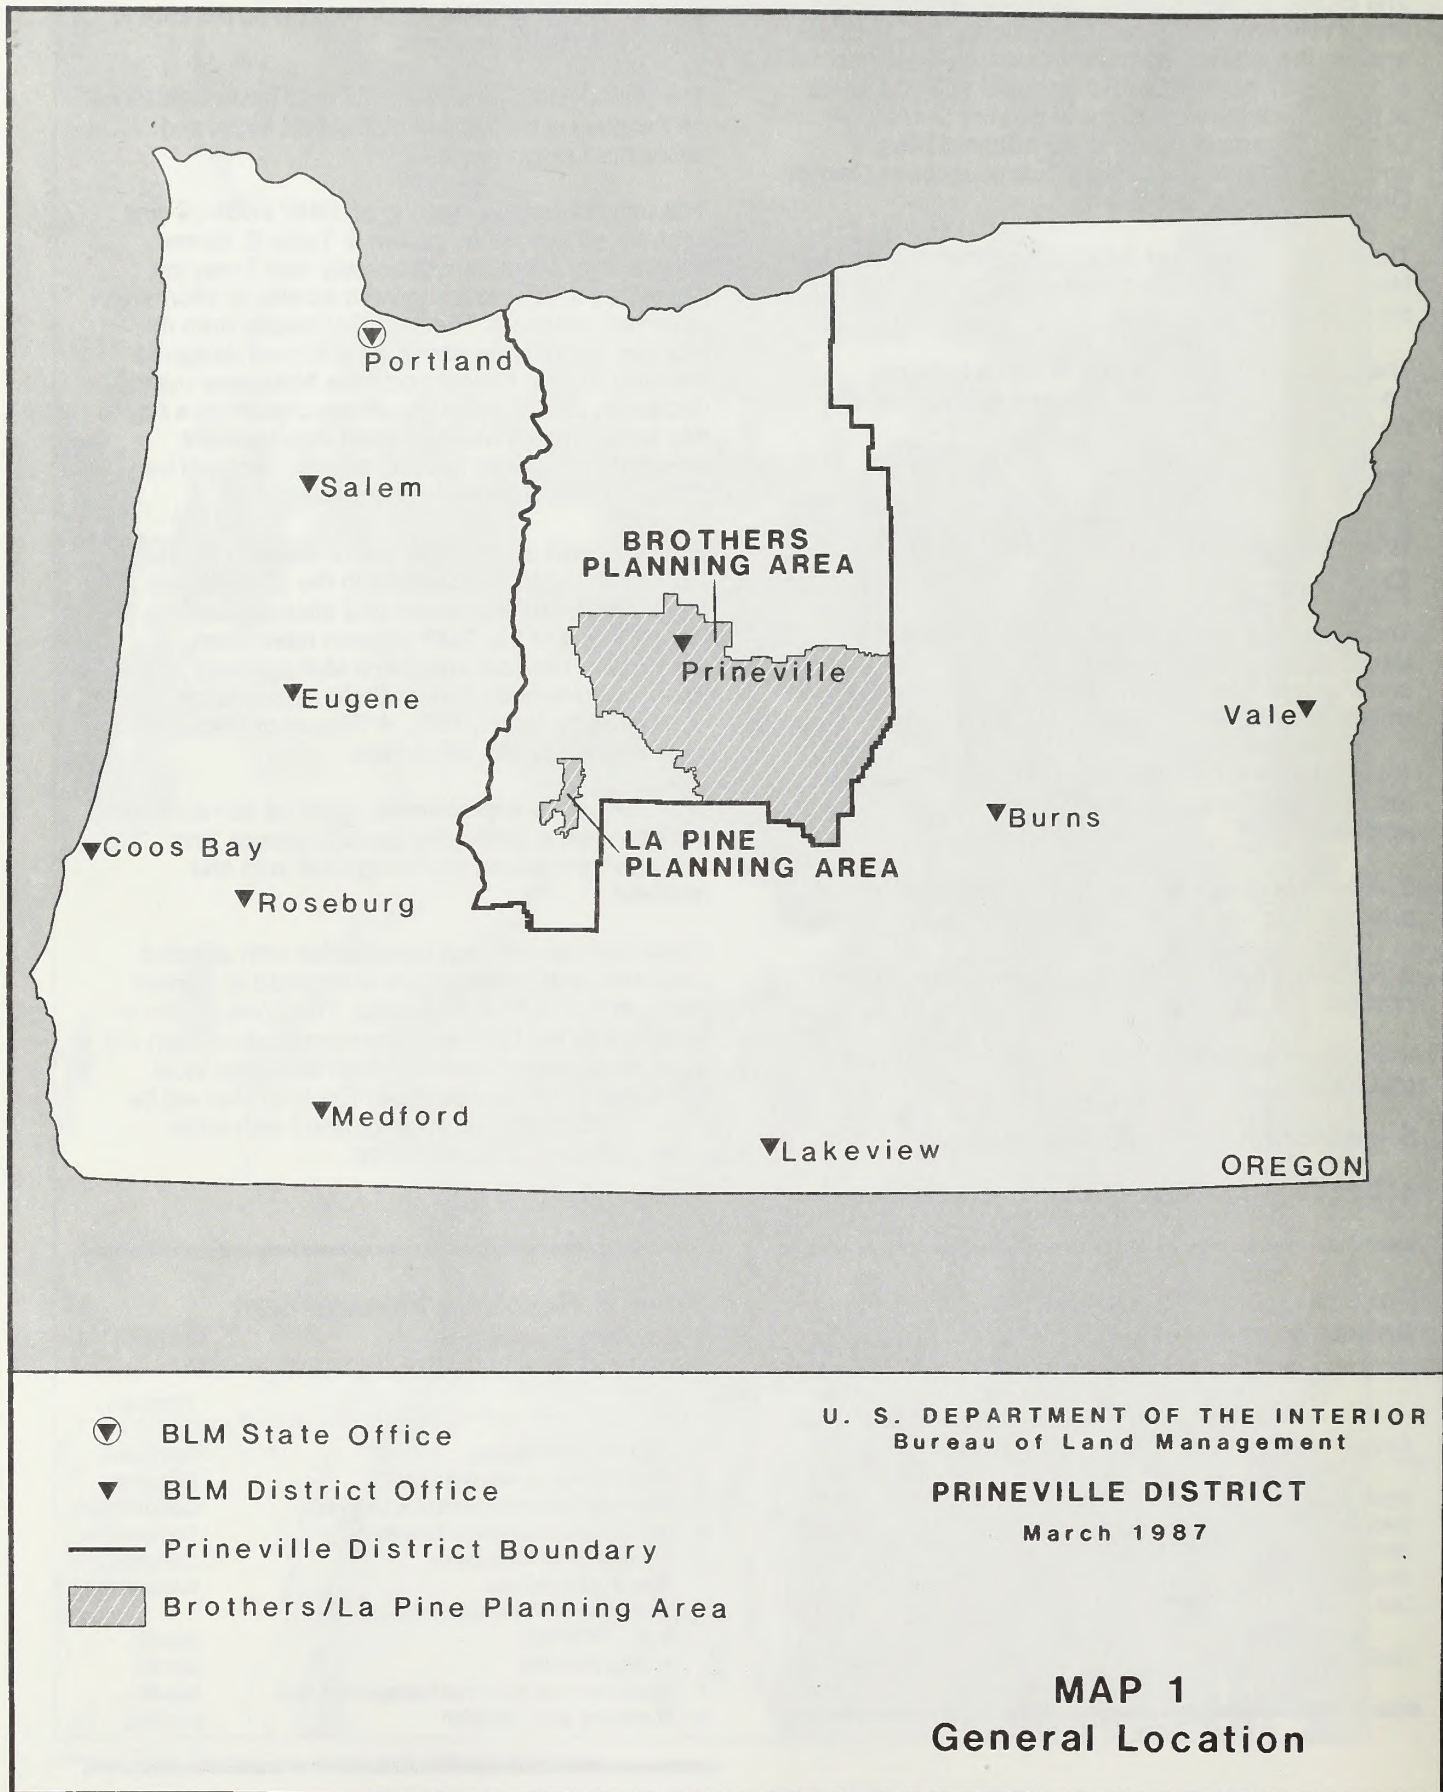 Portland
Salem
BROTHERS
PLANNING AREA
Prineville
Eugene
Vale
Burns
Coos Bay
LA PINE
PLANNING AREA
Roseburg
Medford
Lakeview
OREGON
BLM State Office
BLM District Office
Prineville District Boundary
Brothers/La Pine Planning Area
U. S. DEPARTMENT OF THE INTERIOR
Bureau of Land Management
PRINEVILLE DISTRICT
March 1987
MAP 1
General Location